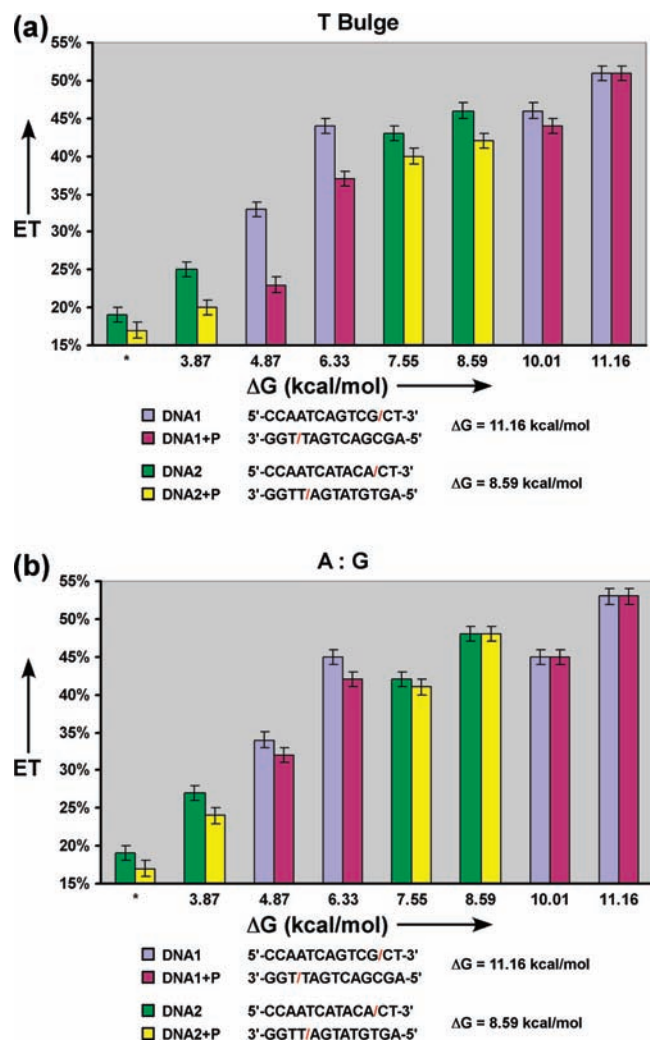 (a)
T Bulge
55%
50%
45%
40%
35%
30%
25%
20%
15%
ET
* 3.87 4.87 6.33 7.55 8.59 10.01 11.16
ΔG (kcal/mol)
DNA1 5'-CCAATCAGTCG/CT-3'
DNA1+P 3'-GGT/TAGTCAGCGA-5'
ΔG = 11.16 kcal/mol
DNA2 5'-CCAATCATACA/CT-3'
DNA2+P 3'-GGTT/AGTATGTGA-5'
ΔG = 8.59 kcal/mol
(b)
A : G
55%
50%
45%
40%
35%
30%
25%
20%
15%
ET
* 3.87 4.87 6.33 7.55 8.59 10.01 11.16
ΔG (kcal/mol)
DNA1 5'-CCAATCAGTCG/CT-3'
DNA1+P 3'-GGT/TAGTCAGCGA-5'
ΔG = 11.16 kcal/mol
DNA2 5'-CCAATCATACA/CT-3'
DNA2+P 3'-GGTT/AGTATGTGA-5'
ΔG = 8.59 kcal/mol